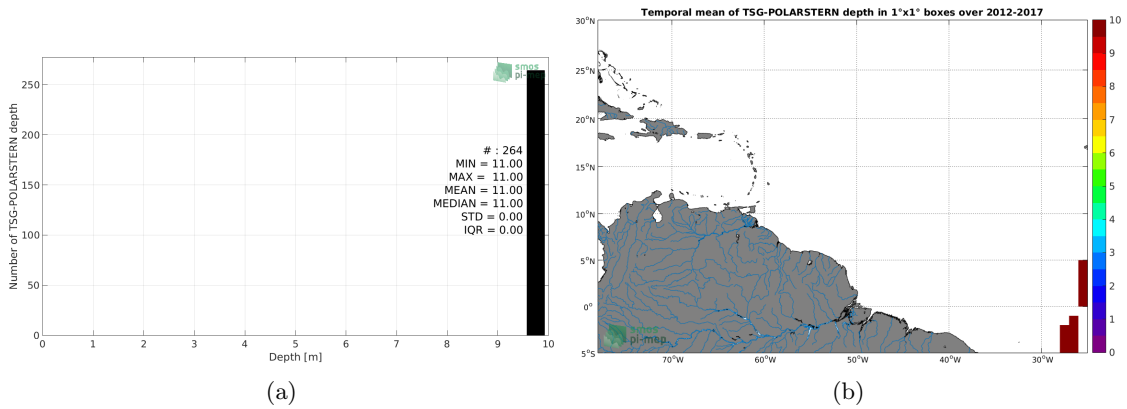 Temporal mean of TSG-POLARSTERN depth in 1°x1° boxes over 2012-2017
smos
pi-mep
Number of TSG-POLARSTERN depth
250
200
150
100
50
0
# : 264
MIN = 11.00
MAX = 11.00
MEAN = 11.00
MEDIAN = 11.00
STD = 0.00
IQR = 0.00
0 1 2 3 4 5 6 7 8 9 10
Depth [m]
(a)
30°N
25°N
20°N
15°N
10°N
5°N
0°
5°S
70°W 60°W 50°W 40°W 30°W
smos
pi-mep
10
9
8
7
6
5
4
3
2
1
0
(b)